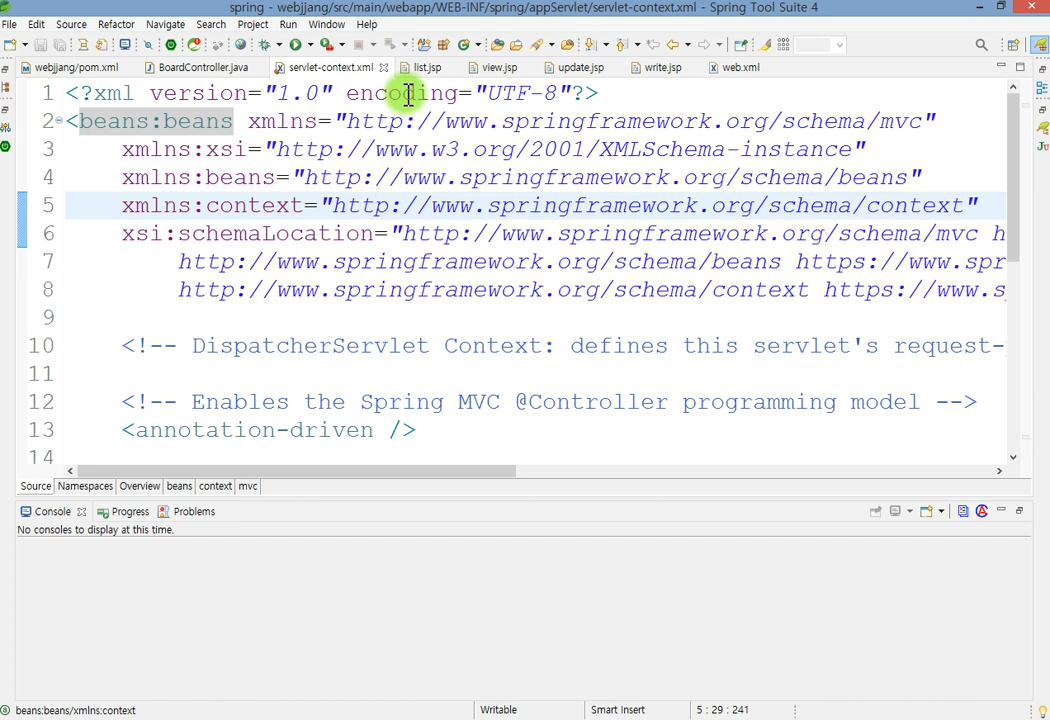 spring - webjjang/src/main/webapp/WEB-INF/spring/appServlet/servlet-context.xml - Spring Tool Suite 4
File Edit Source Refactor Navigate Search Project Run Window Help
webjjang/pom.xml BoardController.java servlet-context.xml list.jsp view.jsp update.jsp write.jsp web.xml
1 <?xml version="1.0" encoding="UTF-8"?>
2 <beans:beans xmlns="http://www.springframework.org/schema/mvc"
3 xmlns:xsi="http://www.w3.org/2001/XMLSchema-instance"
4 xmlns:beans="http://www.springframework.org/schema/beans"
5 xmlns:context="http://www.springframework.org/schema/context"
6 xsi:schemaLocation="http://www.springframework.org/schema/mvc h
7 http://www.springframework.org/schema/beans https://www.spr
8 http://www.springframework.org/schema/context https://www.s
9
10 <!-- DispatcherServlet Context: defines this servlet's request-
11
12 <!-- Enables the Spring MVC @Controller programming model -->
13 <annotation-driven />
14
Source Namespaces Overview beans context mvc
Console Progress Problems
No consoles to display at this time.
beans:beans/xmlns:context Writable Smart Insert 5 : 29 : 241